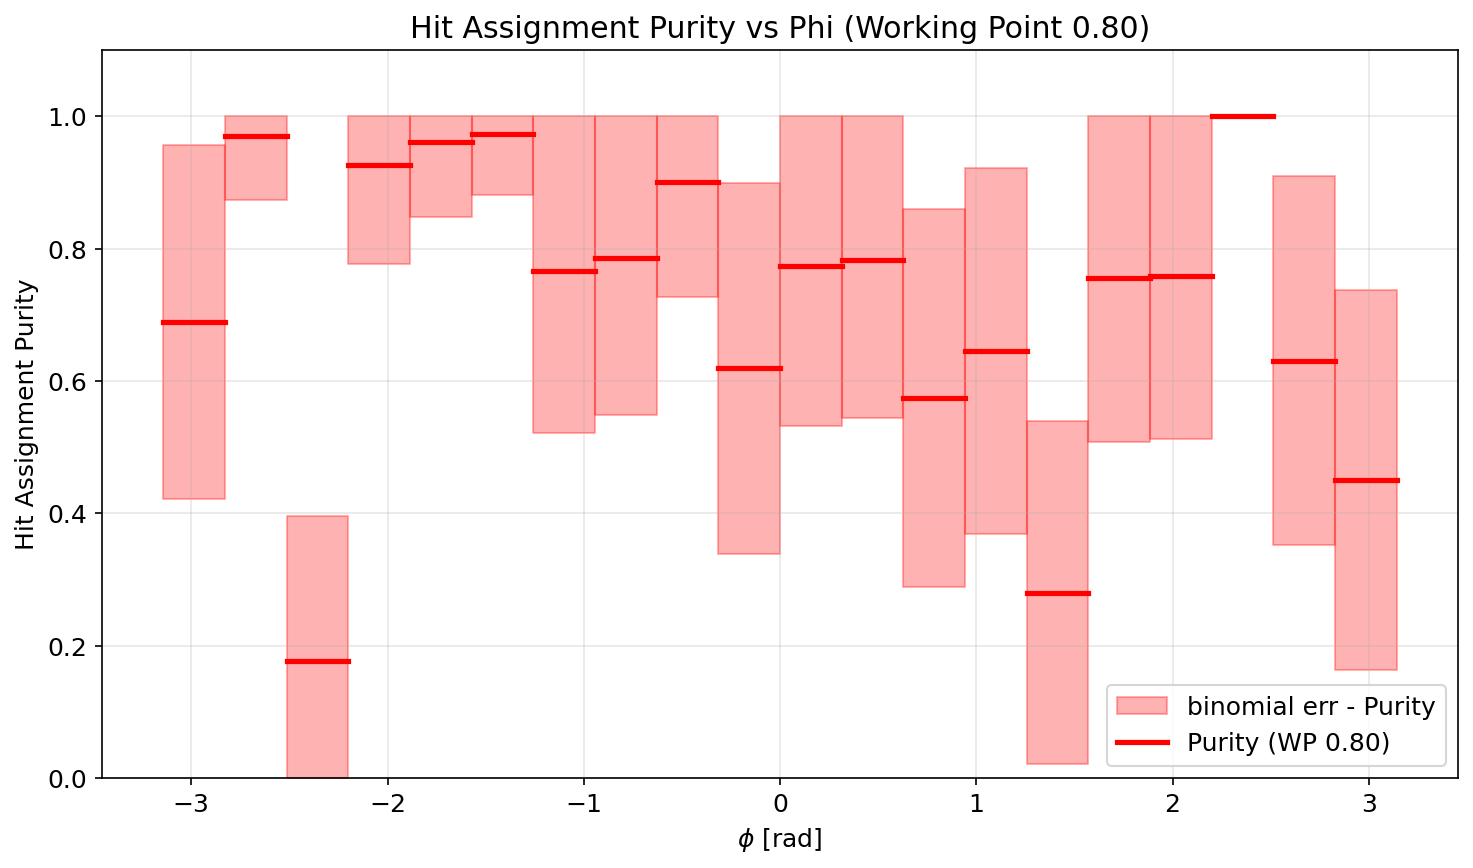 Hit Assignment Purity vs Phi (Working Point 0.80)
Hit Assignment Purity
1.0
0.8
0.6
0.4
0.2
0.0
binomial err - Purity
Purity (WP 0.80)
−3
−2
−1
0
1
2
3
ϕ [rad]